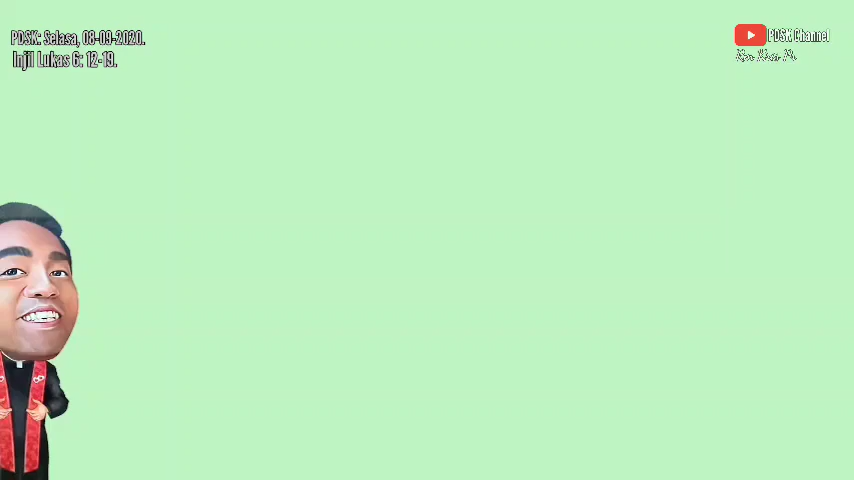 PDSK: Selasa, 08-09-2020.
Injil Lukas 6: 12-19.
PDSK Channel